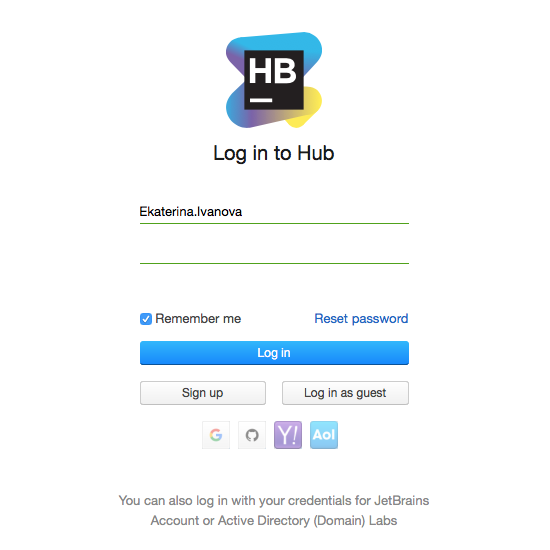 HB
Log in to Hub
Ekaterina.Ivanova
Remember me
Reset password
Log in
Sign up
Log in as guest
G
Y!
Aol
You can also log in with your credentials for JetBrains
Account or Active Directory (Domain) Labs